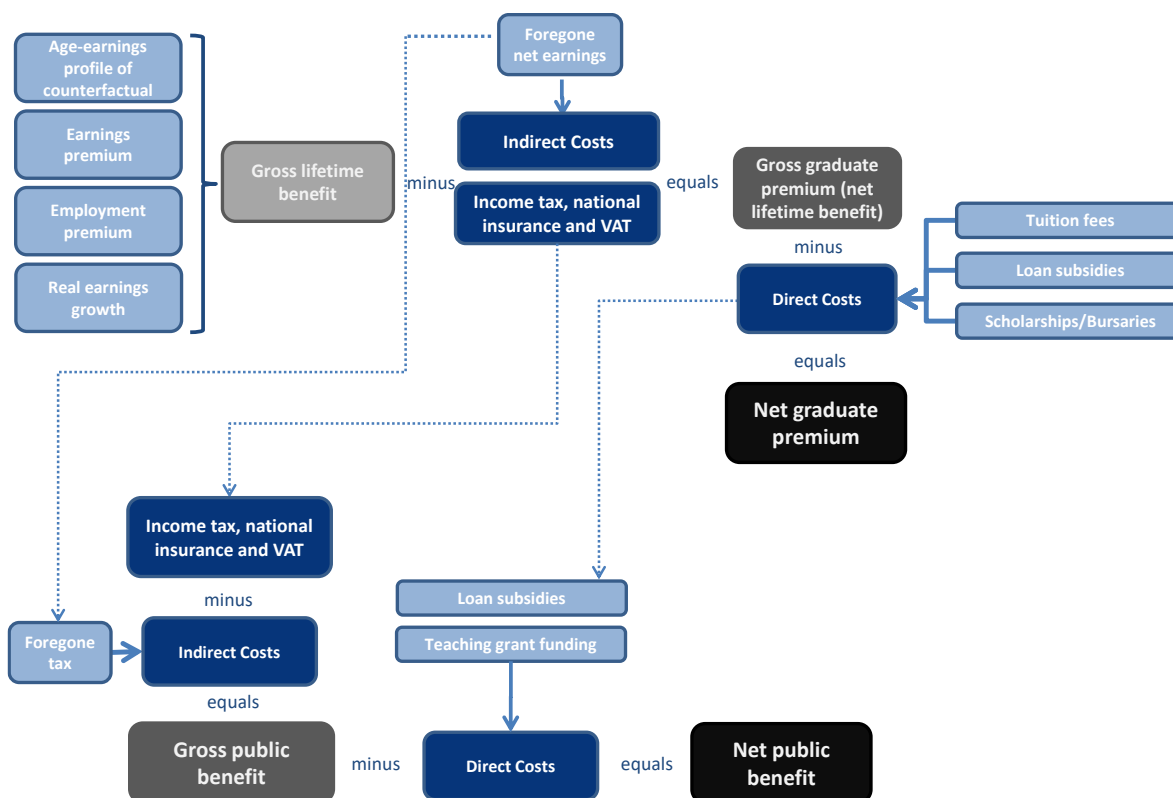 Age-earnings
profile of
counterfactual
Earnings
premium
Employment
premium
Real earnings
growth
Gross lifetime
benefit
minus
Foregone
net earnings
Indirect Costs
Income tax, national
insurance and VAT
equals
Gross graduate
premium (net
lifetime benefit)
minus
Direct Costs
Tuition fees
Loan subsidies
Scholarships/Bursaries
equals
Net graduate
premium
Income tax, national
insurance and VAT
minus
Foregone
tax
Indirect Costs
equals
Gross public
benefit
minus
Loan subsidies
Teaching grant funding
Direct Costs
equals
Net public
benefit